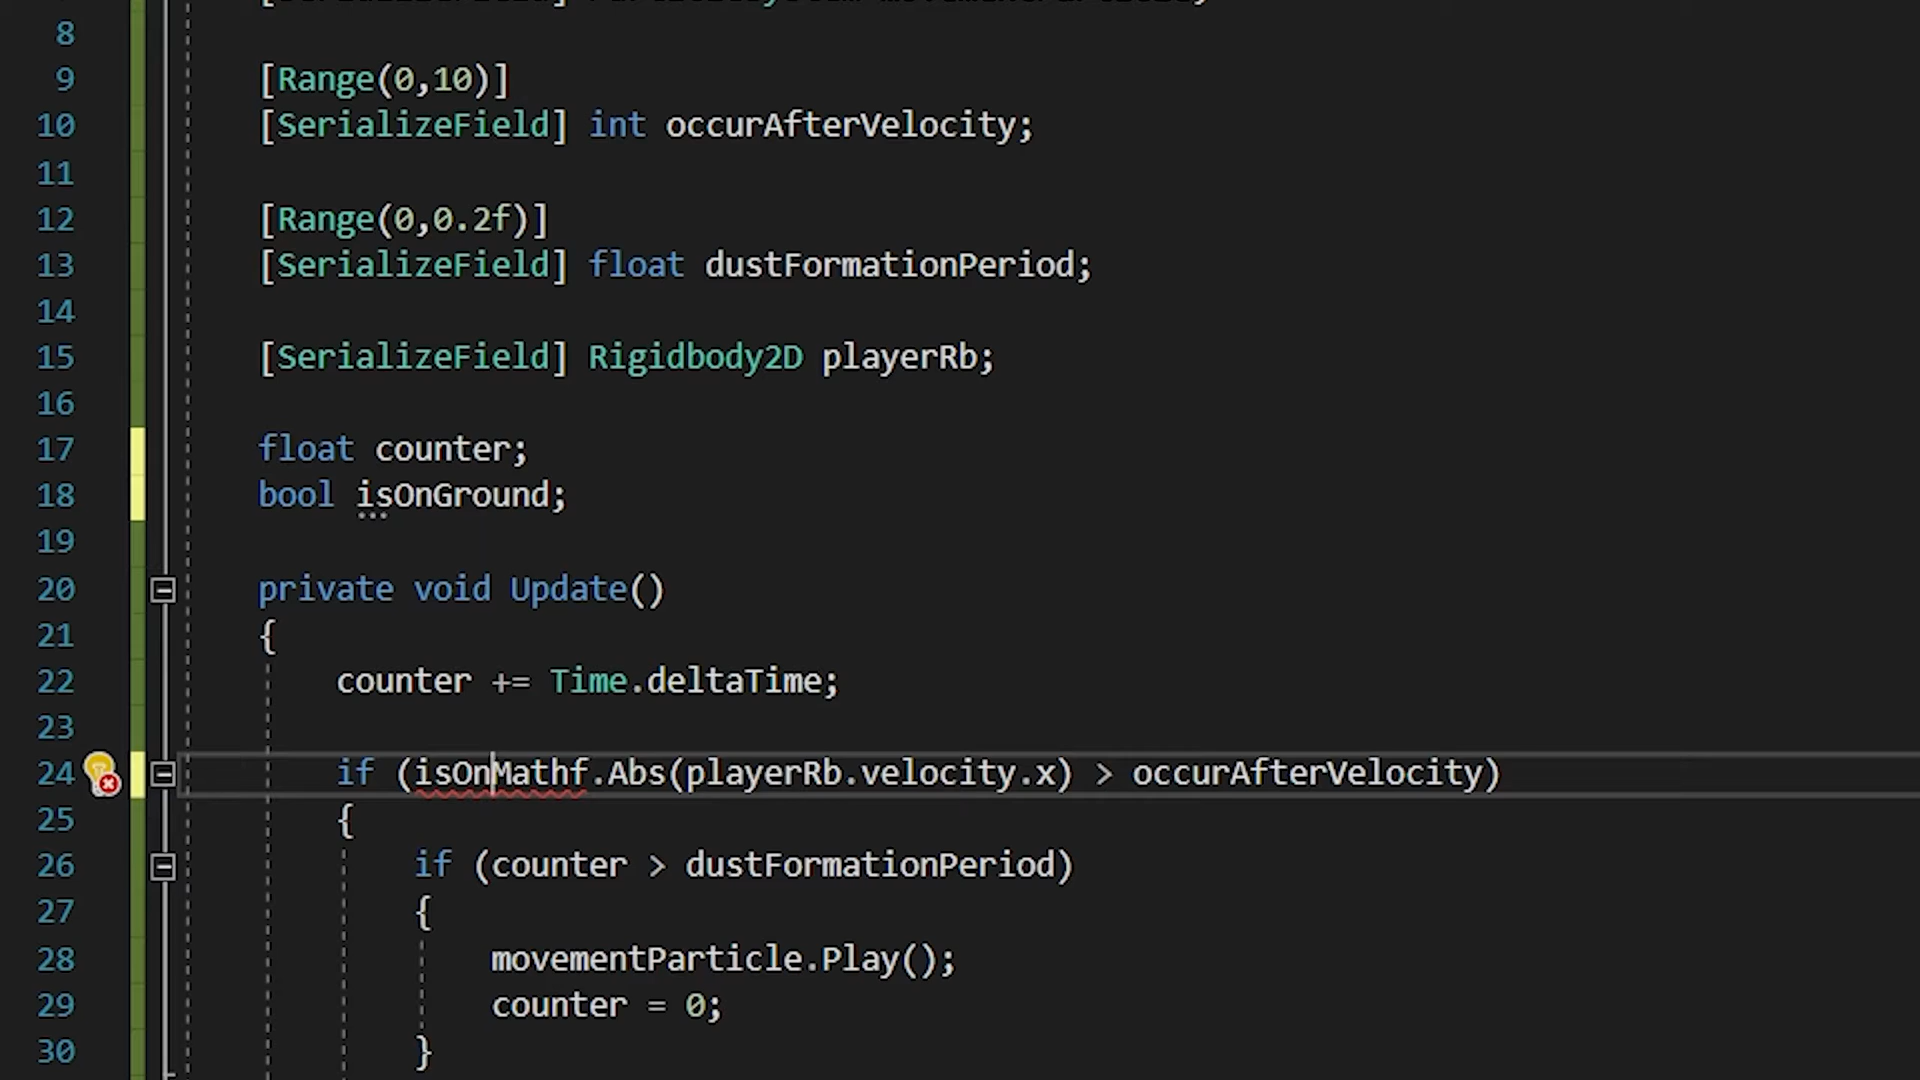 8
9 [Range(0,10)]
10 [SerializeField] int occurAfterVelocity;
11
12 [Range(0,0.2f)]
13 [SerializeField] float dustFormationPeriod;
14
15 [SerializeField] Rigidbody2D playerRb;
16
17 float counter;
18 bool isOnGround;
19
20 private void Update()
21 {
22 counter += Time.deltaTime;
23
24 if (isOnMathf.Abs(playerRb.velocity.x) > occurAfterVelocity)
25 {
26 if (counter > dustFormationPeriod)
27 {
28 movementParticle.Play();
29 counter = 0;
30 }